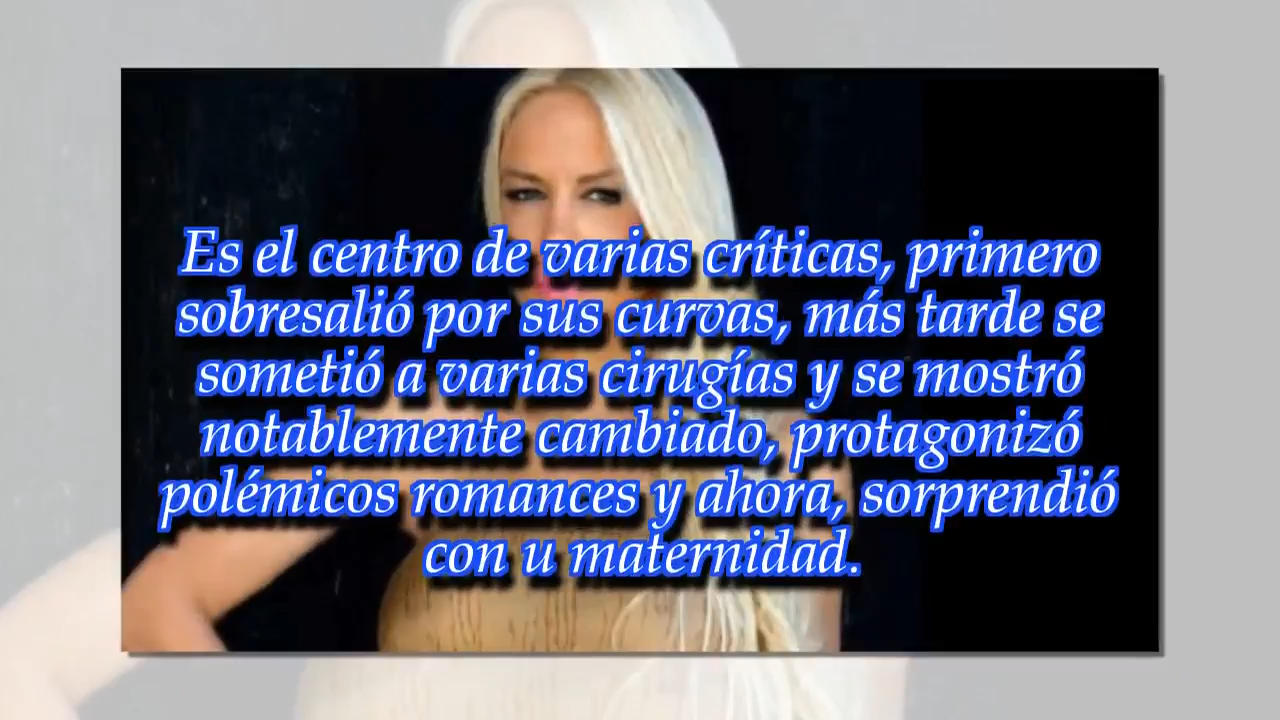 Es el centro de varias críticas, primero
sobresalió por sus curvas, más tarde se
sometió a varias cirugías y se mostró
notablemente cambiado, protagonizó
polémicos romances y ahora, sorprendió
con u maternidad.